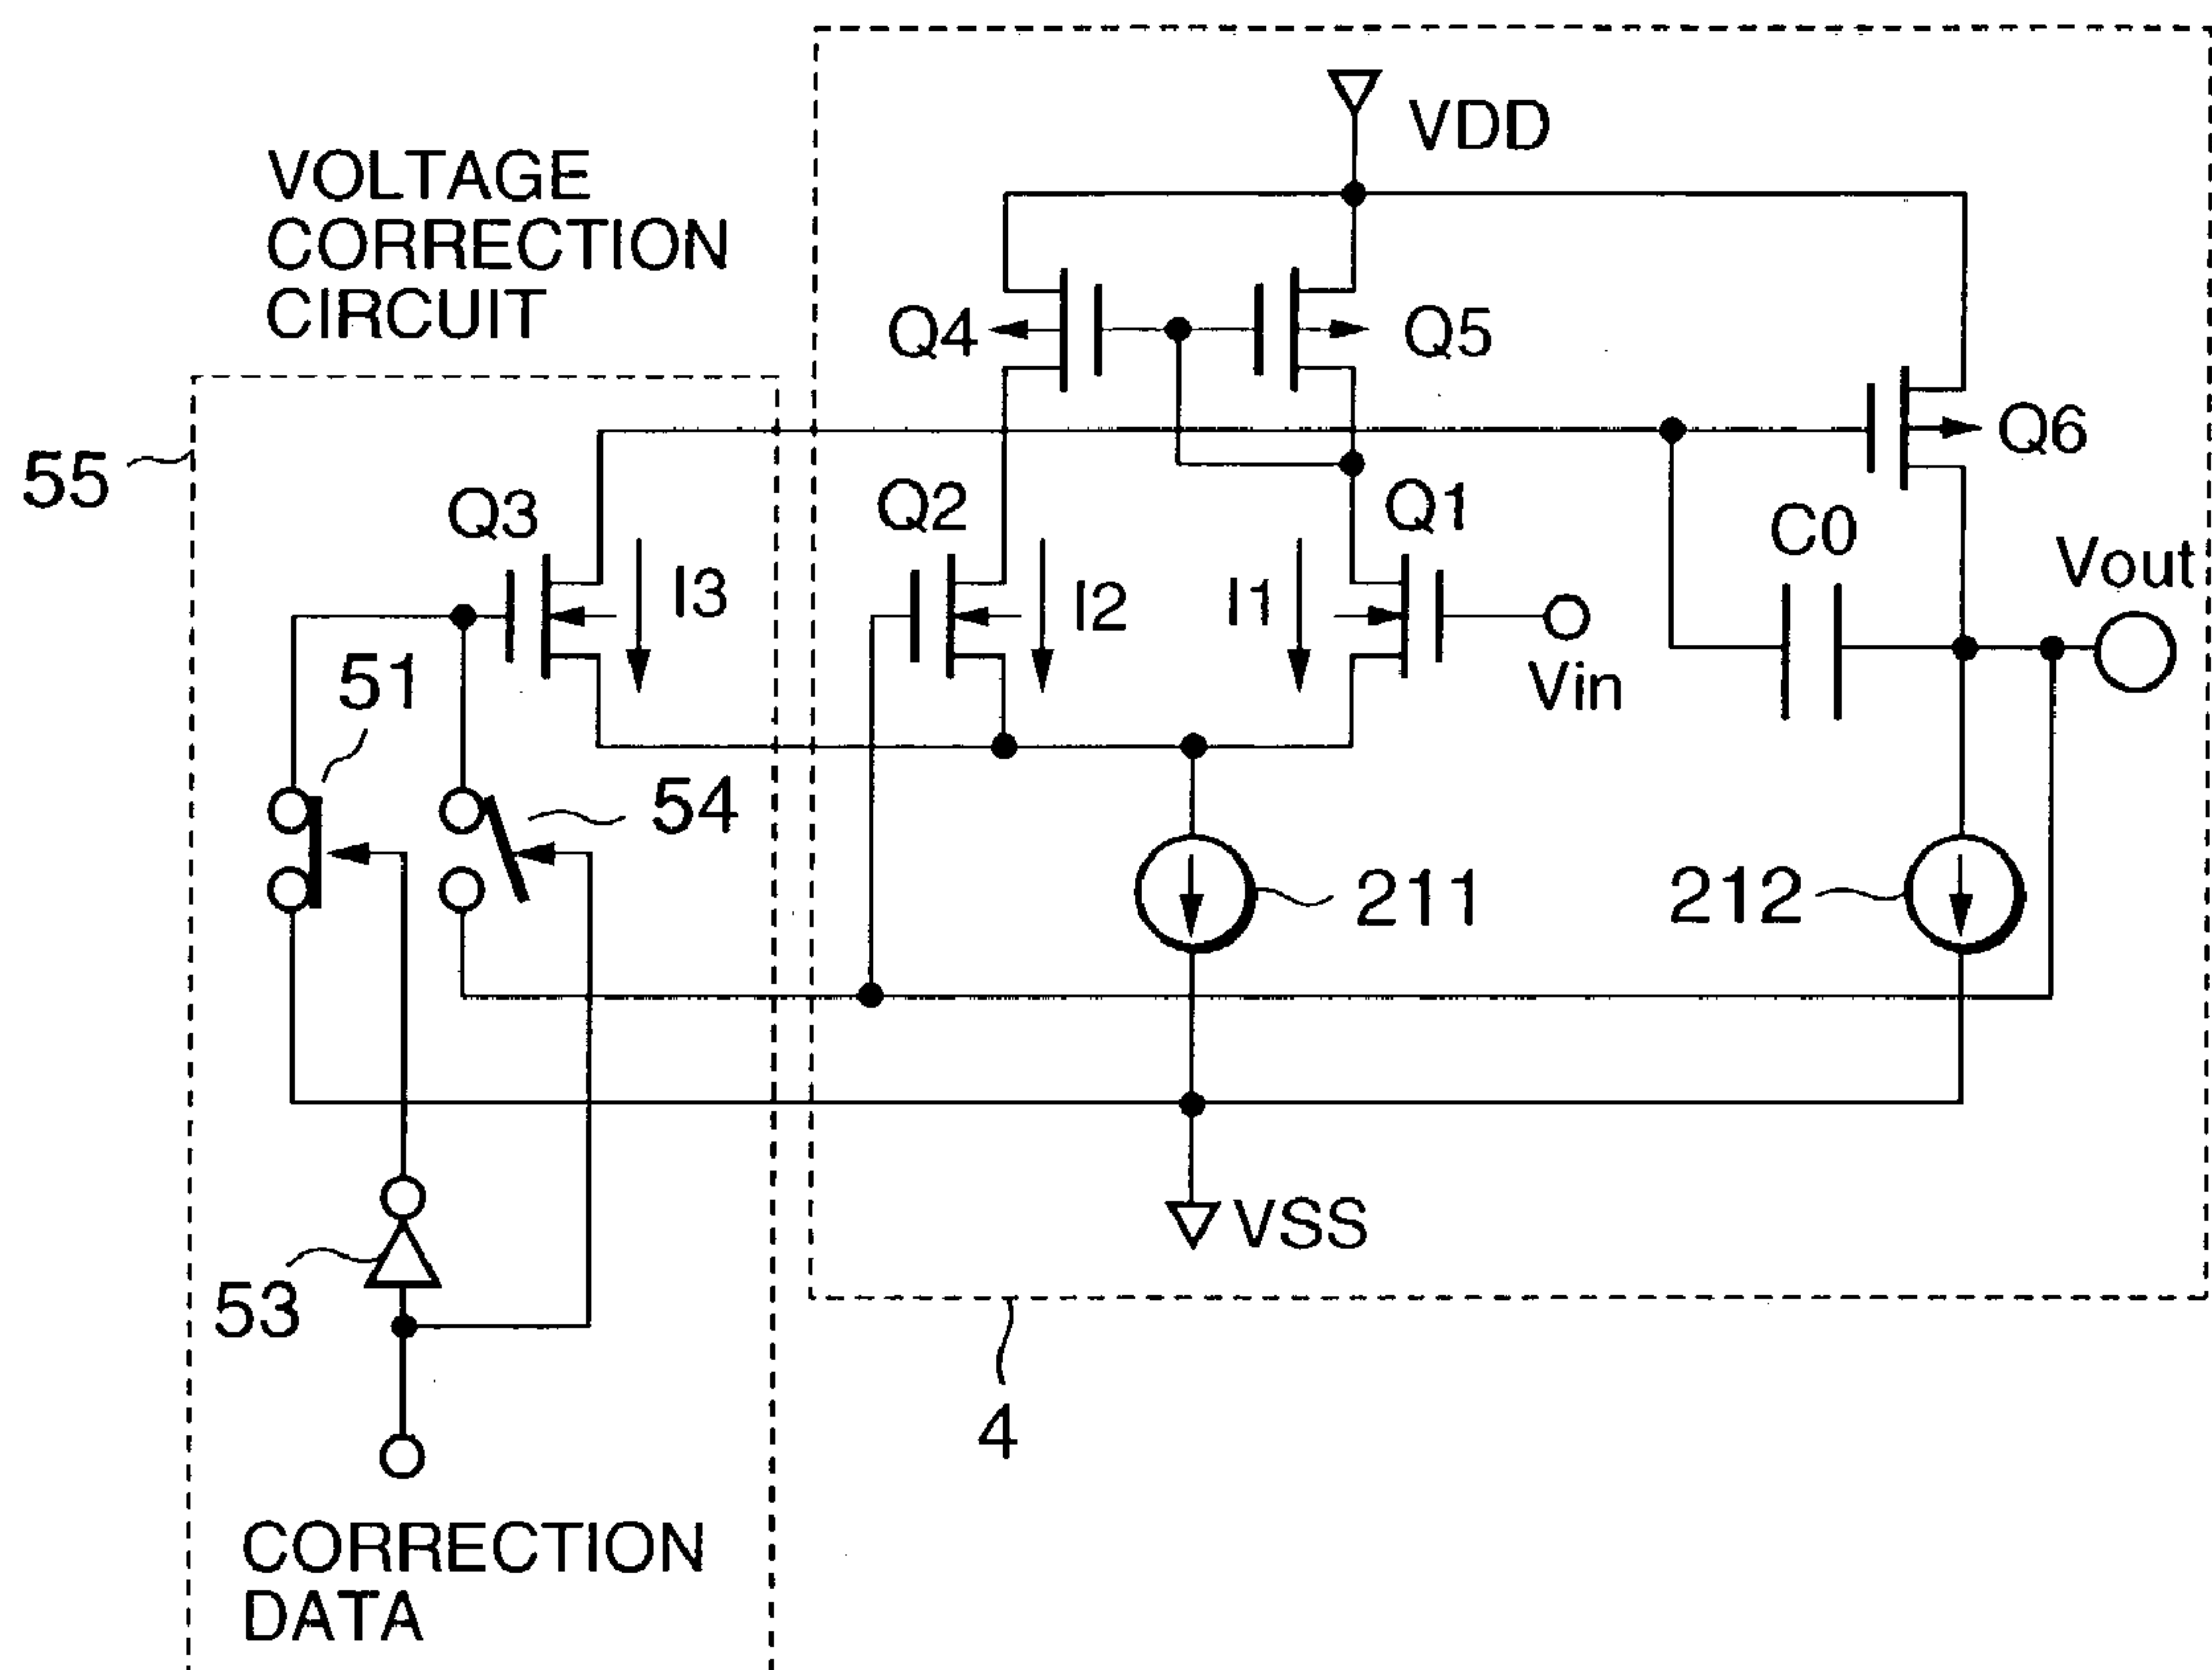 VDD
VOLTAGE
CORRECTION
CIRCUIT
Q4
Q5
Q6
55
Q3
Q2
Q1
C0
Vout
I3
I2
I1
51
Vin
54
211
212
VSS
53
4
CORRECTION
DATA